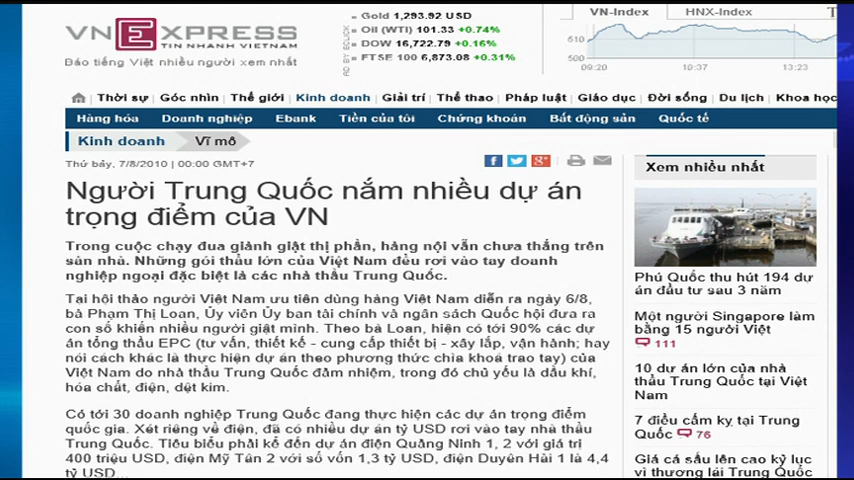 VNEXPRESS
TIN NHANH VIETNAM
Báo tiếng Việt nhiều người xem nhất
AD BY ECLICK
Gold 1,293.92 USD
Oil (WTI) 101.33 +0.74%
DOW 16,722.79 +0.16%
FTSE 100 6,873.08 +0.31%
VN-Index HNX-Index
610
500
09:20 10:37 13:23
Thời sự Góc nhìn Thế giới Kinh doanh Giải trí Thể thao Pháp luật Giáo dục Đời sống Du lịch Khoa học
Hàng hóa Doanh nghiệp Ebank Tiền của tôi Chứng khoán Bất động sản Quốc tế
Kinh doanh Vĩ mô
Thứ bảy, 7/8/2010 | 00:00 GMT+7
Người Trung Quốc nắm nhiều dự án
trọng điểm của VN
Trong cuộc chạy đua giành giật thị phần, hàng nội vẫn chưa thắng trên
sân nhà. Những gói thầu lớn của Việt Nam đều rơi vào tay doanh
nghiệp ngoại đặc biệt là các nhà thầu Trung Quốc.
Tại hội thảo người Việt Nam ưu tiên dùng hàng Việt Nam diễn ra ngày 6/8,
bà Phạm Thị Loan, Ủy viên Ủy ban tài chính và ngân sách Quốc hội đưa ra
con số khiến nhiều người giật mình. Theo bà Loan, hiện có tới 90% các dự
án tổng thầu EPC (tư vấn, thiết kế - cung cấp thiết bị - xây lắp, vận hành; hay
nói cách khác là thực hiện dự án theo phương thức chìa khoá trao tay) của
Việt Nam do nhà thầu Trung Quốc đảm nhiệm, trong đó chủ yếu là dầu khí,
hóa chất, điện, dệt kim.
Có tới 30 doanh nghiệp Trung Quốc đang thực hiện các dự án trọng điểm
quốc gia. Xét riêng về điện, đã có nhiều dự án tỷ USD rơi vào tay nhà thầu
Trung Quốc. Tiêu biểu phải kể đến dự án điện Quảng Ninh 1, 2 với giá trị
400 triệu USD, điện Mỹ Tân 2 với số vốn 1,3 tỷ USD, điện Duyên Hải 1 là 4,4
tỷ USD...
Xem nhiều nhất
Phú Quốc thu hút 194 dự
án đầu tư sau 3 năm
Một người Singapore làm
bằng 15 người Việt
111
10 dự án lớn của nhà
thầu Trung Quốc tại Việt
Nam
7 điều cấm kỵ tại Trung
Quốc 76
Giá cá sấu lên cao kỷ lục
vì thương lái Trung Quốc